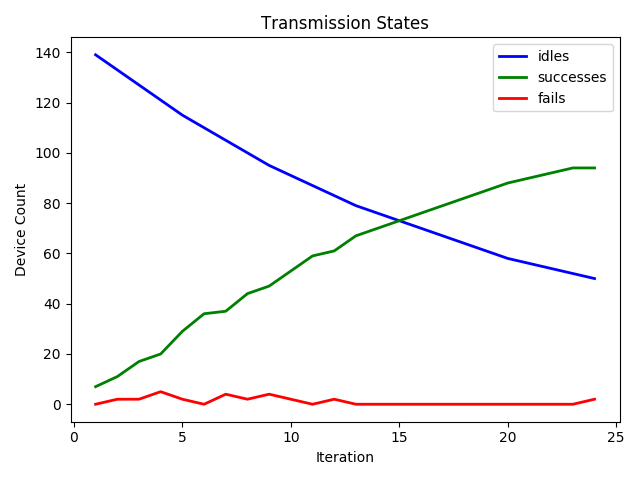 Transmission States
140
120
100
80
60
40
20
0
Device Count
idles
successes
fails
0 5 10 15 20 25
Iteration